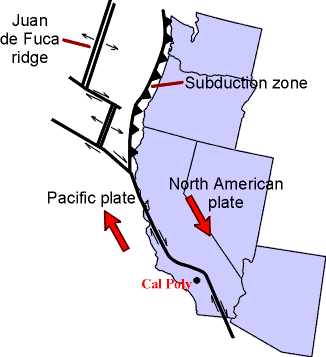 Juan
de Fuca
ridge
Subduction zone
Pacific plate
North American
plate
Cal Poly